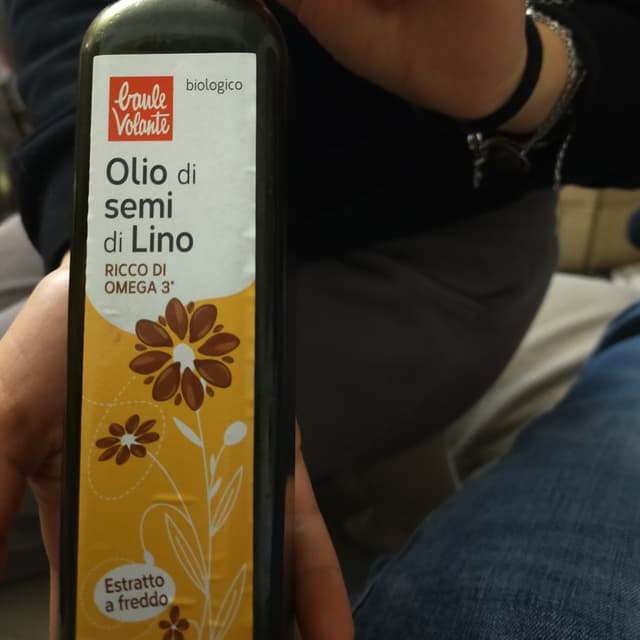 baule
volante
biologico
Olio di
semi
di Lino
RICCO DI
OMEGA 3*
Estratto
a freddo